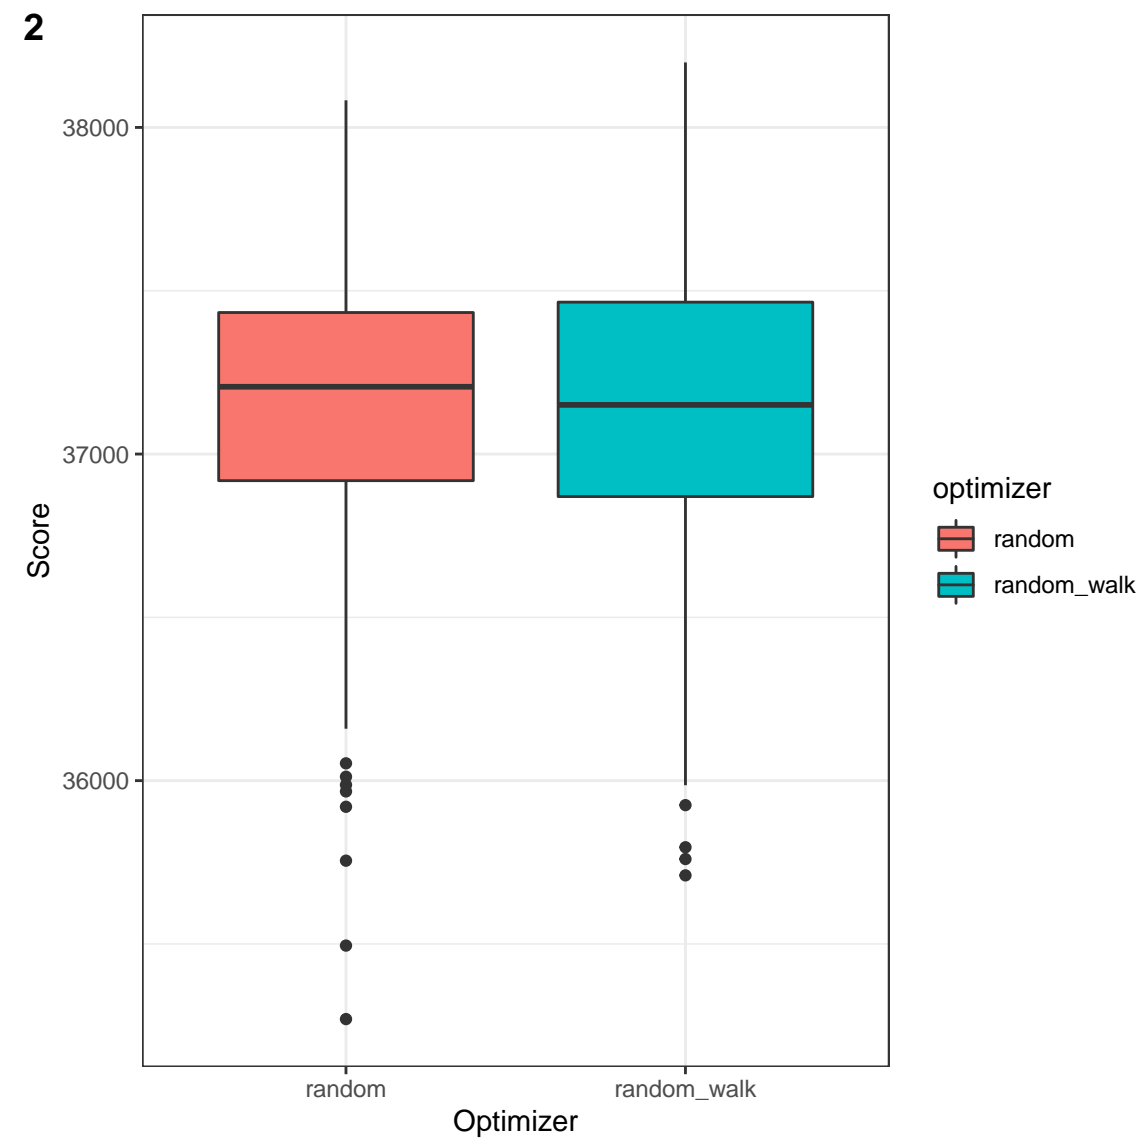 2
38000
37000
36000
Score
random
random_walk
Optimizer
optimizer
random
random_walk